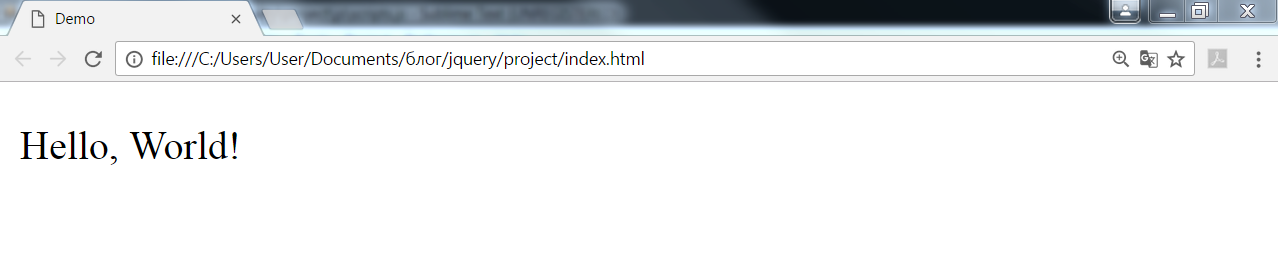 Demo
file:///C:/Users/User/Documents/блог/jquery/project/index.html
Hello, World!